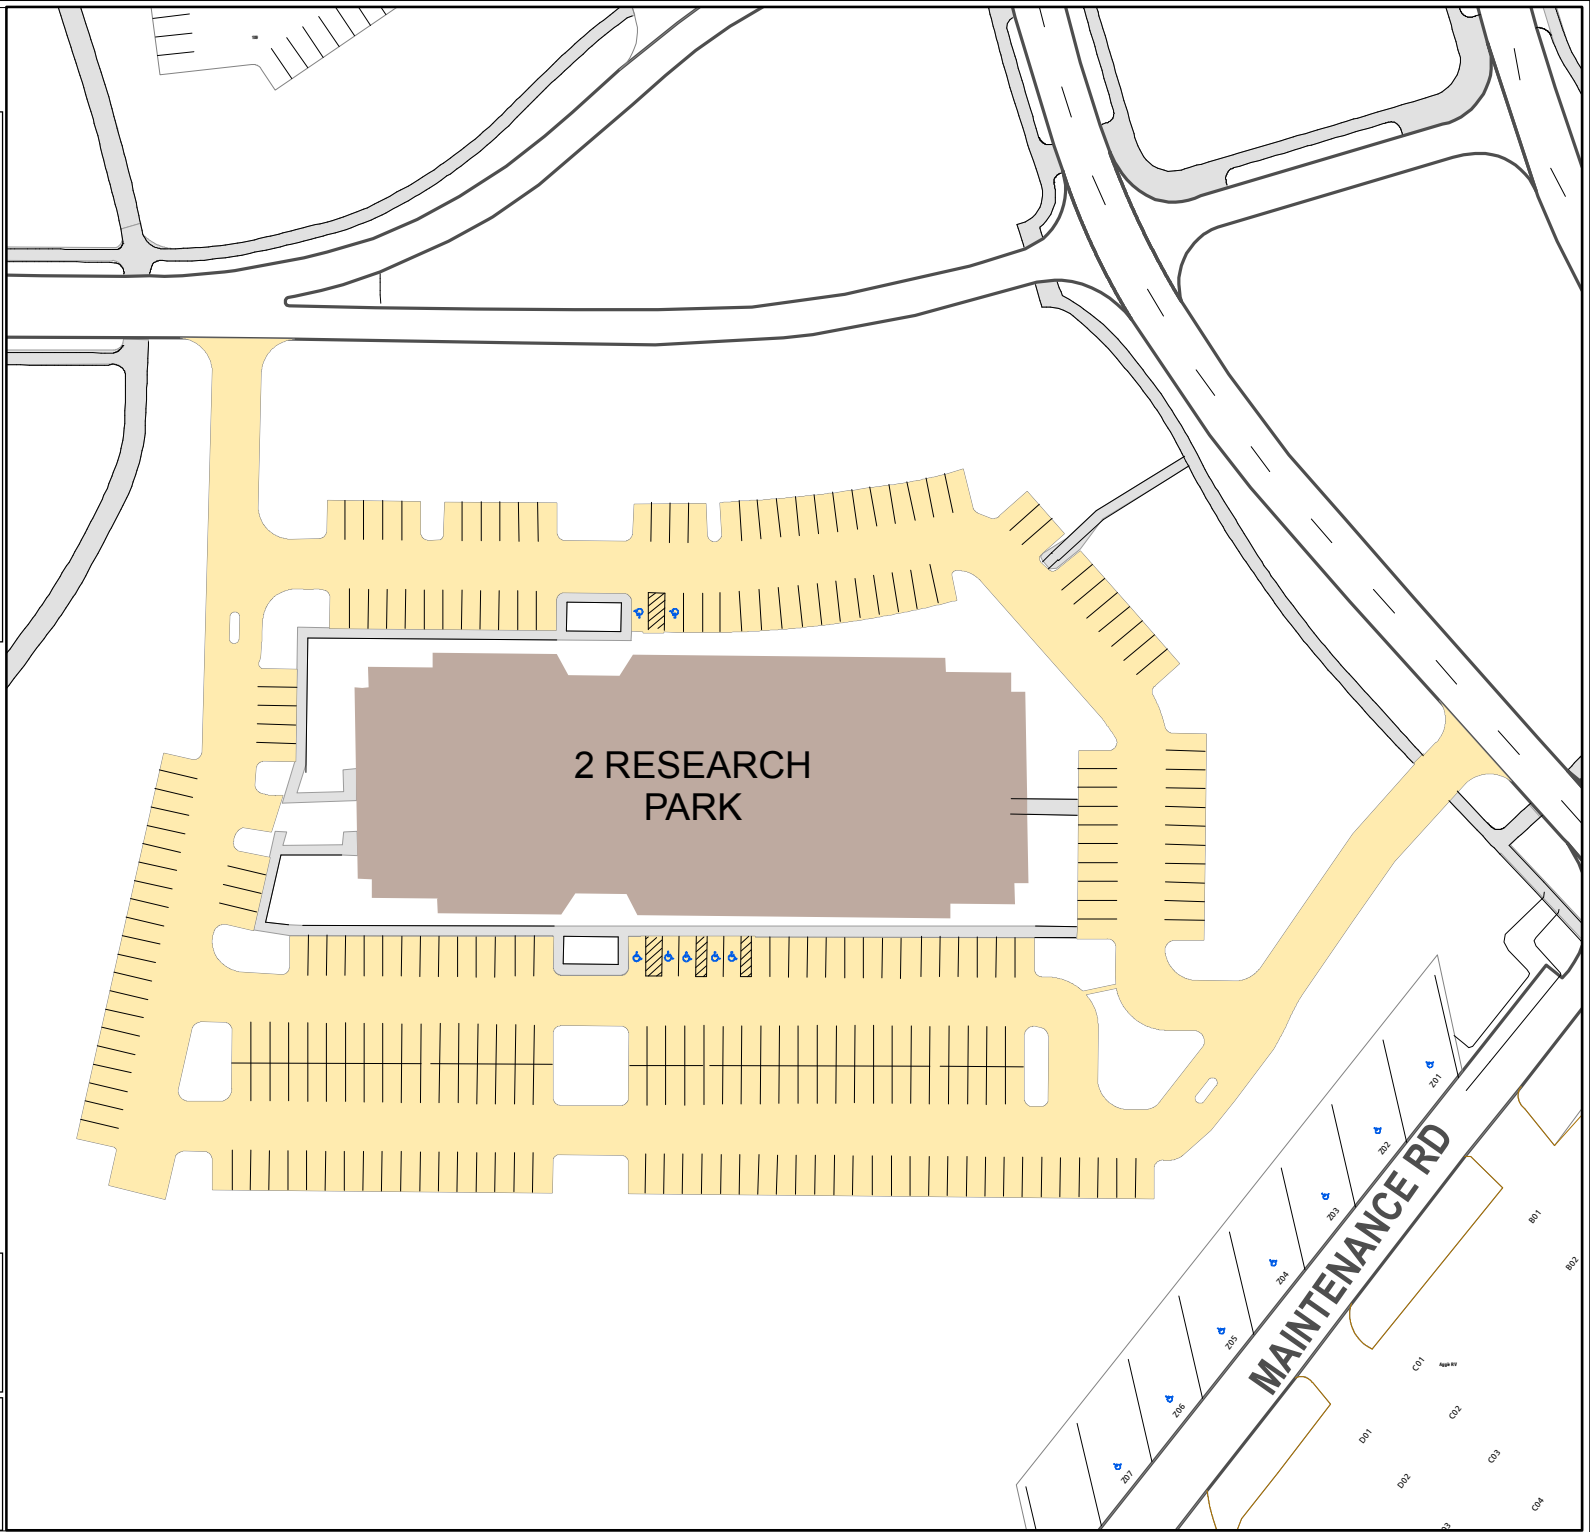 2 RESEARCH
PARK
MAINTENANCE RD
Z01
Z02
Z03
Z04
Z05
Z06
Z07
B01
B02
C01
C02
C03
C04
D01
D02